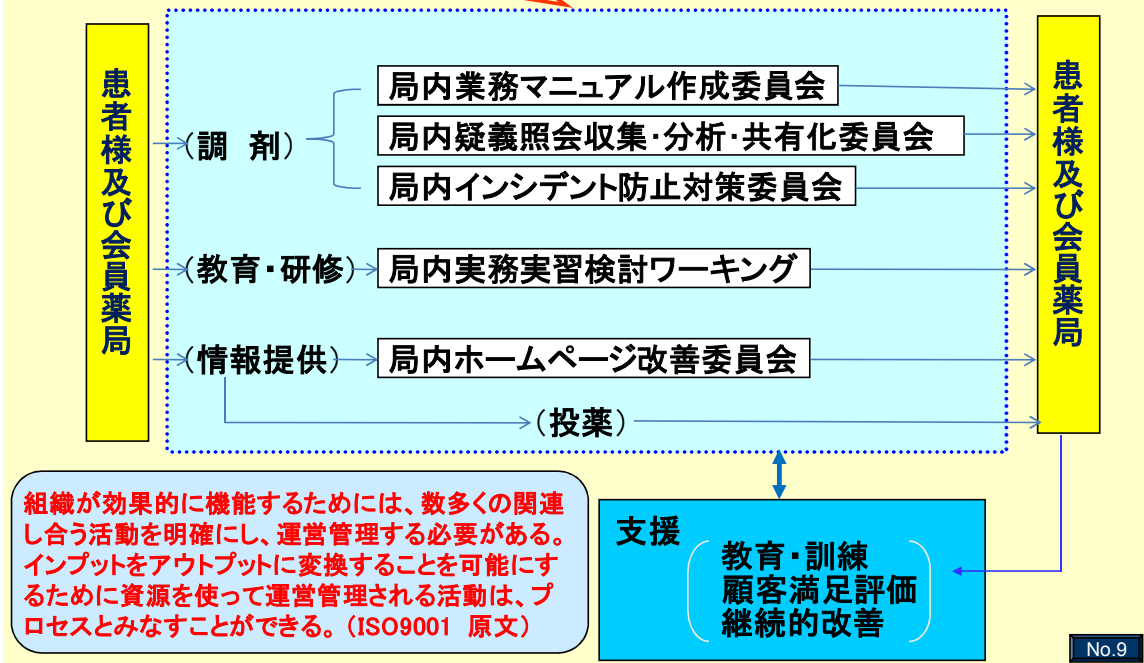 患者様及び会員薬局
(調　剤)
局内業務マニュアル作成委員会
局内疑義照会収集・分析・共有化委員会
局内インシデント防止対策委員会
(教育・研修)
局内実務実習検討ワーキング
(情報提供)
局内ホームページ改善委員会
(投薬)
患者様及び会員薬局
組織が効果的に機能するためには、数多くの関連
し合う活動を明確にし、運営管理する必要がある。
インプットをアウトプットに変換することを可能にす
るために資源を使って運営管理される活動は、プ
ロセスとみなすことができる。(ISO9001　原文)
支援
教育・訓練
顧客満足評価
継続的改善
No.9